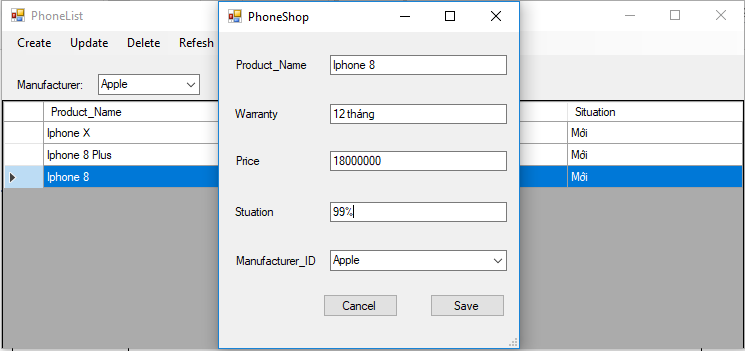 PhoneList
Create Update Delete Refesh
Manufacturer: Apple
Product_Name Situation
Iphone X Mới
Iphone 8 Plus Mới
Iphone 8 Mới
PhoneShop
Product_Name Iphone 8
Warranty 12 tháng
Price 18000000
Stuation 99%
Manufacturer_ID Apple
Cancel Save